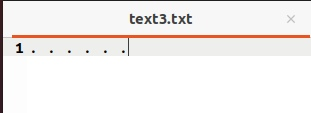 text3.txt ×
1 . . . . . .